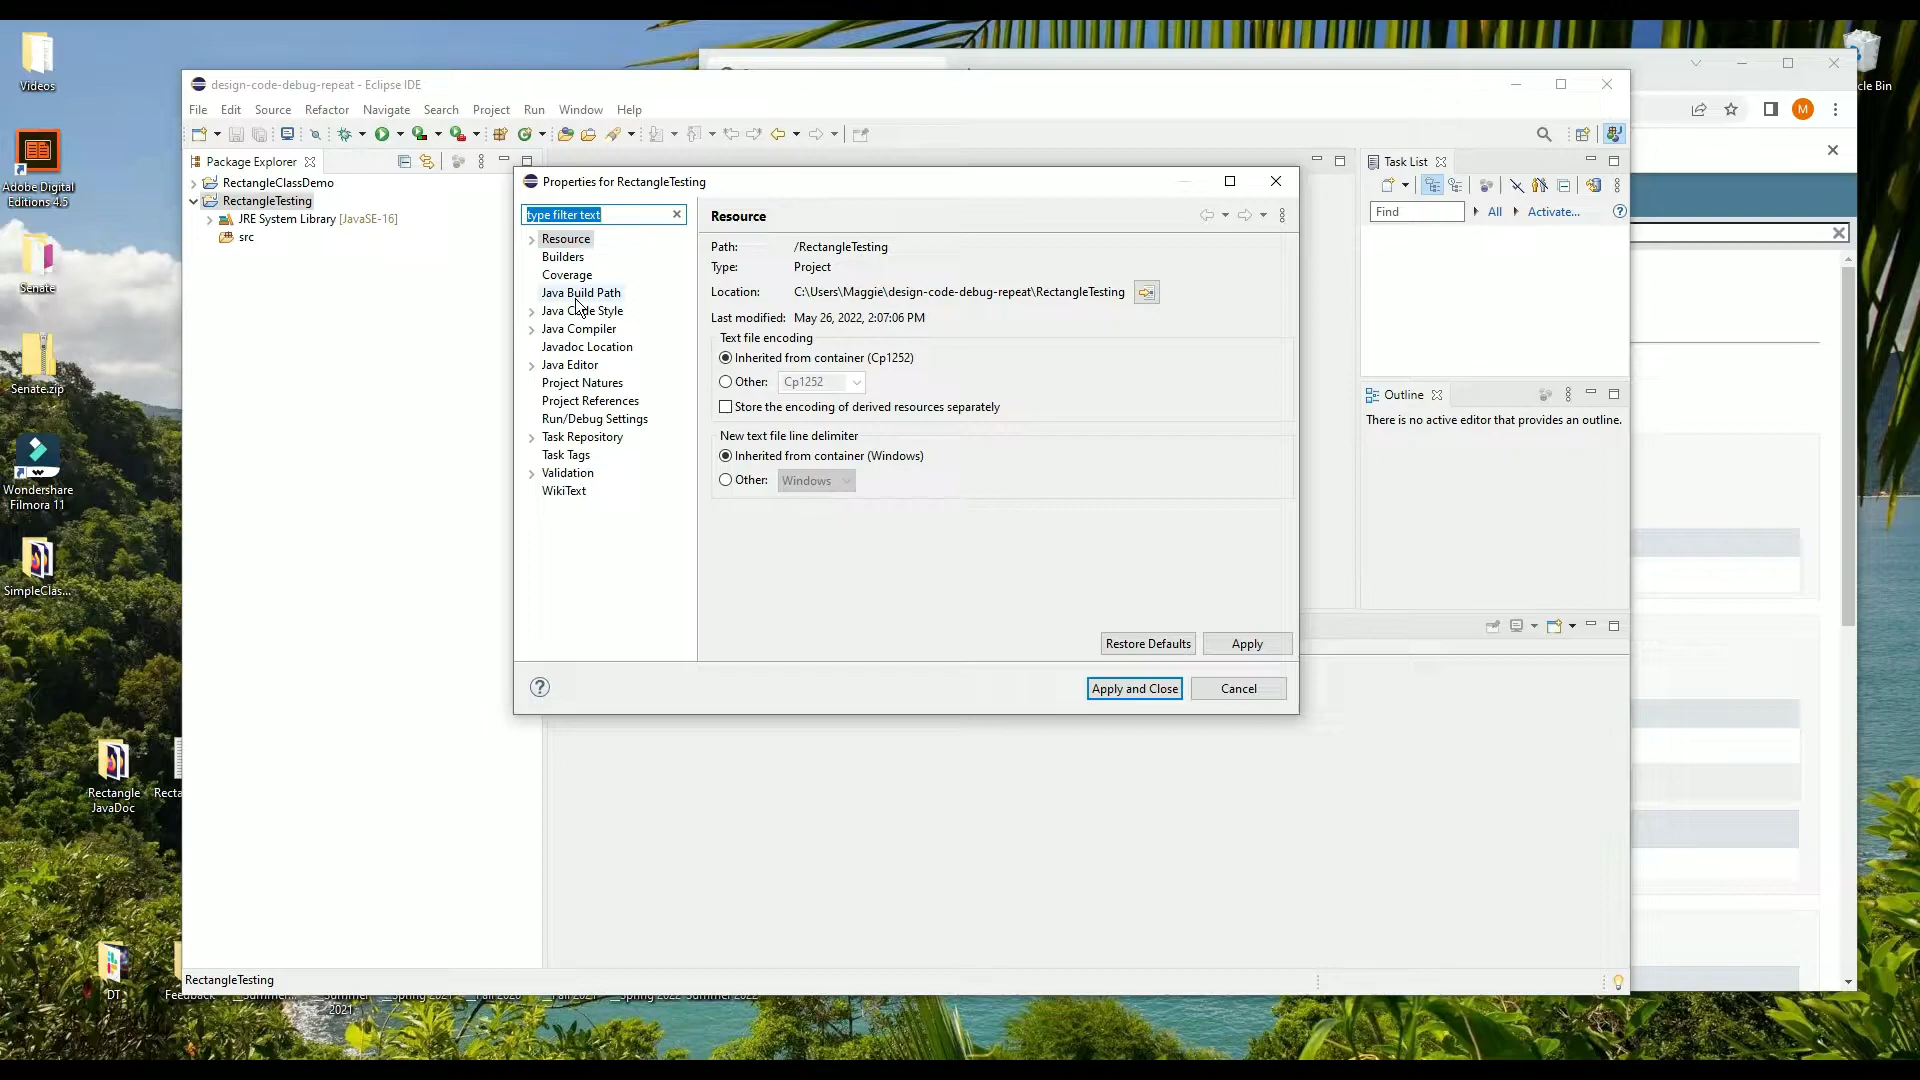 Videos
Adobe Digital
Editions 4.5
Senate
Senate.zip
Wondershare
Filmora 11
SimpleClas...
Rectangle
JavaDoc
Recta
DT
Feedback
2021
cle Bin
M
design-code-debug-repeat - Eclipse IDE
File Edit Source Refactor Navigate Search Project Run Window Help
Package Explorer
RectangleClassDemo
RectangleTesting
JRE System Library [JavaSE-16]
src
Properties for RectangleTesting
type filter text
Resource
Builders
Coverage
Java Build Path
Java Code Style
Java Compiler
Javadoc Location
Java Editor
Project Natures
Project References
Run/Debug Settings
Task Repository
Task Tags
Validation
WikiText
Resource
Path: /RectangleTesting
Type: Project
Location: C:\Users\Maggie\design-code-debug-repeat\RectangleTesting
Last modified: May 26, 2022, 2:07:06 PM
Text file encoding
Inherited from container (Cp1252)
Other: Cp1252
Store the encoding of derived resources separately
New text file line delimiter
Inherited from container (Windows)
Other: Windows
Restore Defaults Apply
Apply and Close Cancel
Task List
Find All Activate...
Outline
There is no active editor that provides an outline.
RectangleTesting